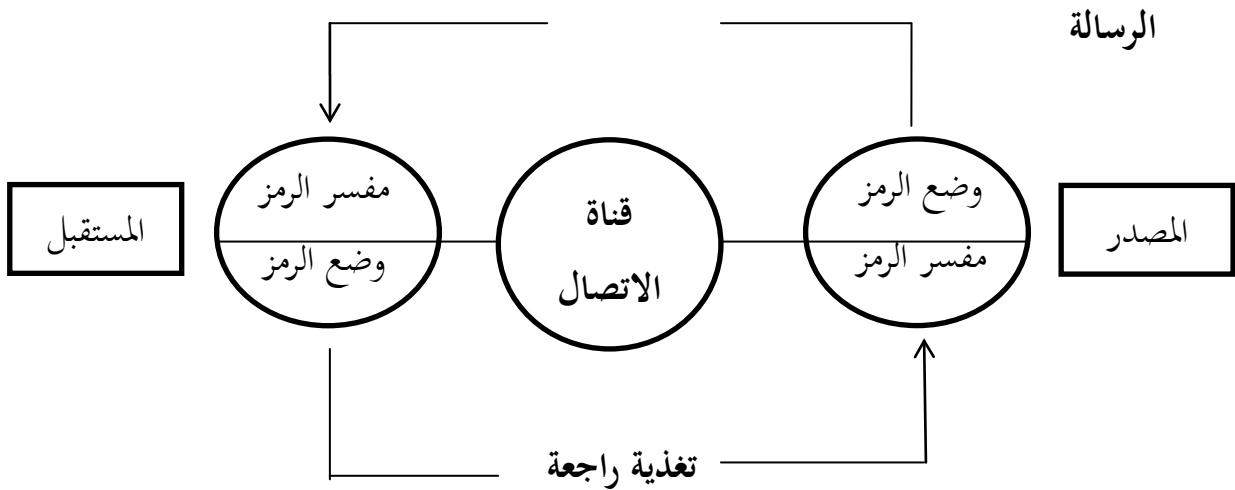 الرسالة
المصدر
وضع الرمز
مفسر الرمز
قناة
الاتصال
مفسر الرمز
وضع الرمز
المستقبل
تغذية راجعة